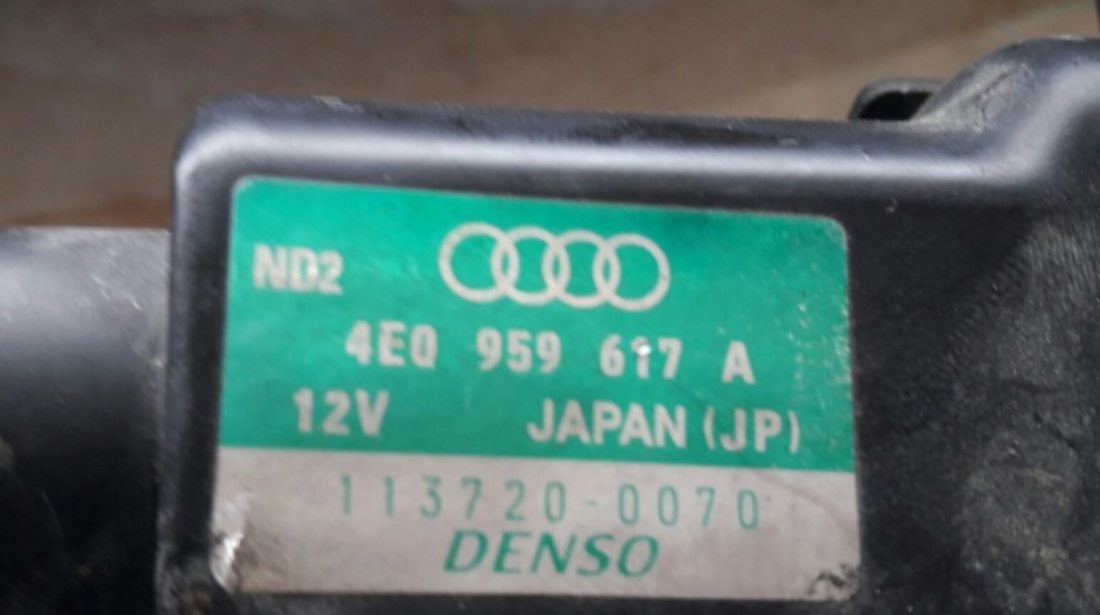 ND2
4E0 959 617 A
12V JAPAN (JP)
113720-0070
DENSO